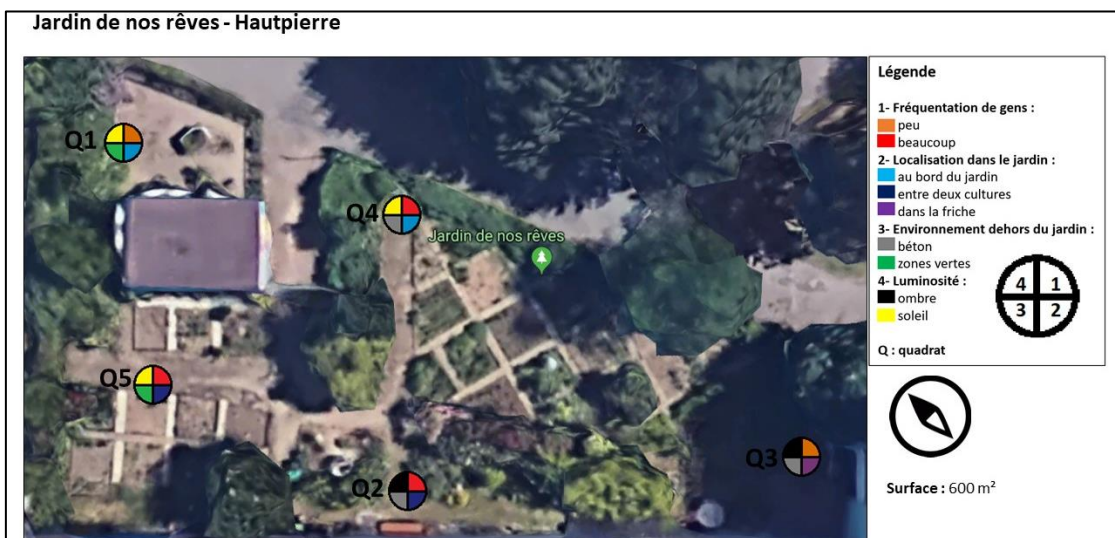 Jardin de nos rêves - Hautpierre
Q1
Q4
Jardin de nos rêves
Q5
Q2
Q3
Légende
1- Fréquentation de gens :
peu
beaucoup
2- Localisation dans le jardin :
au bord du jardin
entre deux cultures
dans la friche
3- Environnement dehors du jardin :
béton
zones vertes
4- Luminosité :
ombre
soleil
4 1
3 2
Q : quadrat
Surface : 600 m²